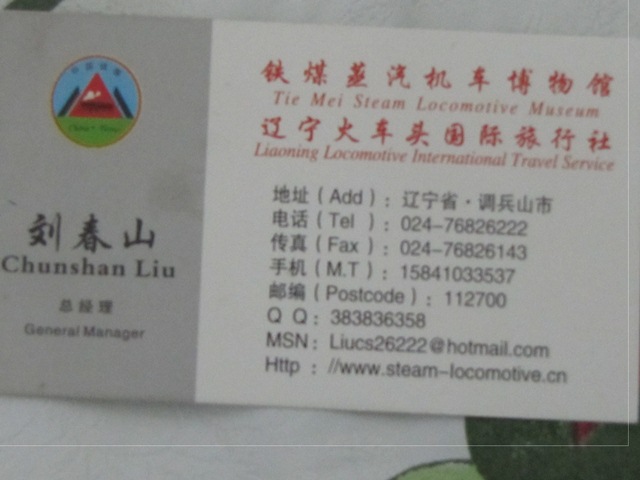 刘春山
Chunshan Liu
总经理
General Manager
铁煤蒸汽机车博物馆
Tie Mei Steam Locomotive Museum
辽宁火车头国际旅行社
Liaoning Locomotive International Travel Service
地址（Add）：辽宁省·调兵山市
电话（Tel ）：024-76826222
传真（Fax）：024-76826143
手机（M.T）：15841033537
邮编（Postcode）：112700
Q Q：383836358
MSN：Liucs26222@hotmail.com
Http ：//www.steam-locomotive.cn